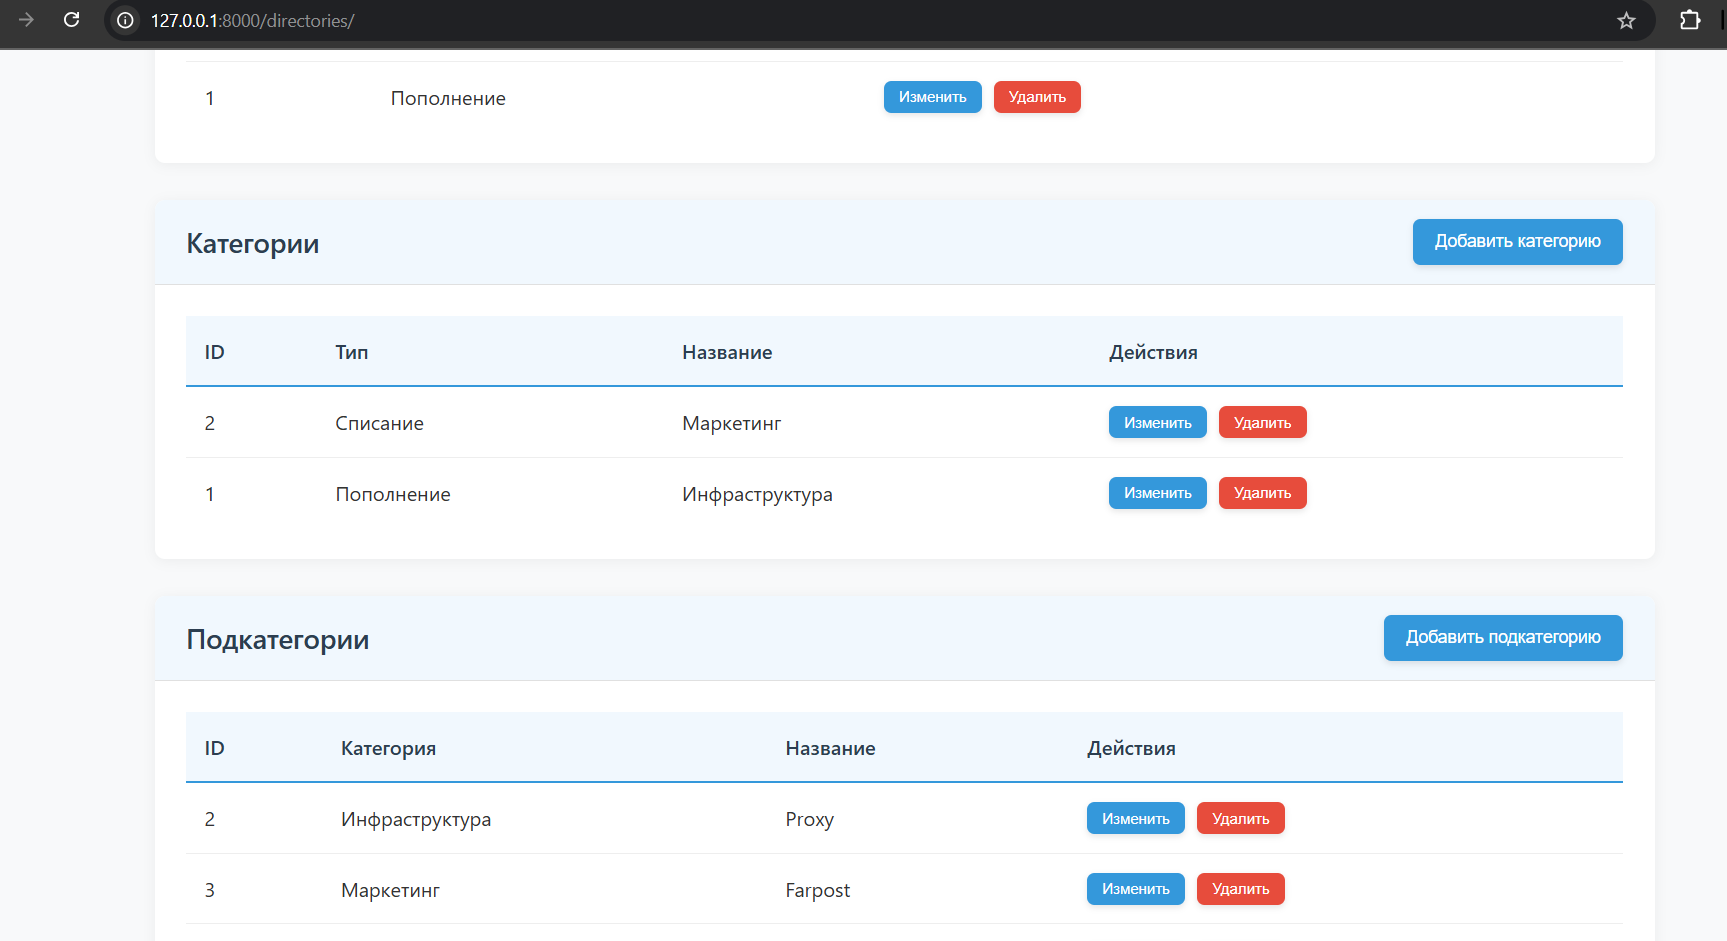 127.0.0.1:8000/directories/
1 Пополнение Изменить Удалить
Категории Добавить категорию
ID Тип Название Действия
2 Списание Маркетинг Изменить Удалить
1 Пополнение Инфраструктура Изменить Удалить
Подкатегории Добавить подкатегорию
ID Категория Название Действия
2 Инфраструктура Proxy Изменить Удалить
3 Маркетинг Farpost Изменить Удалить